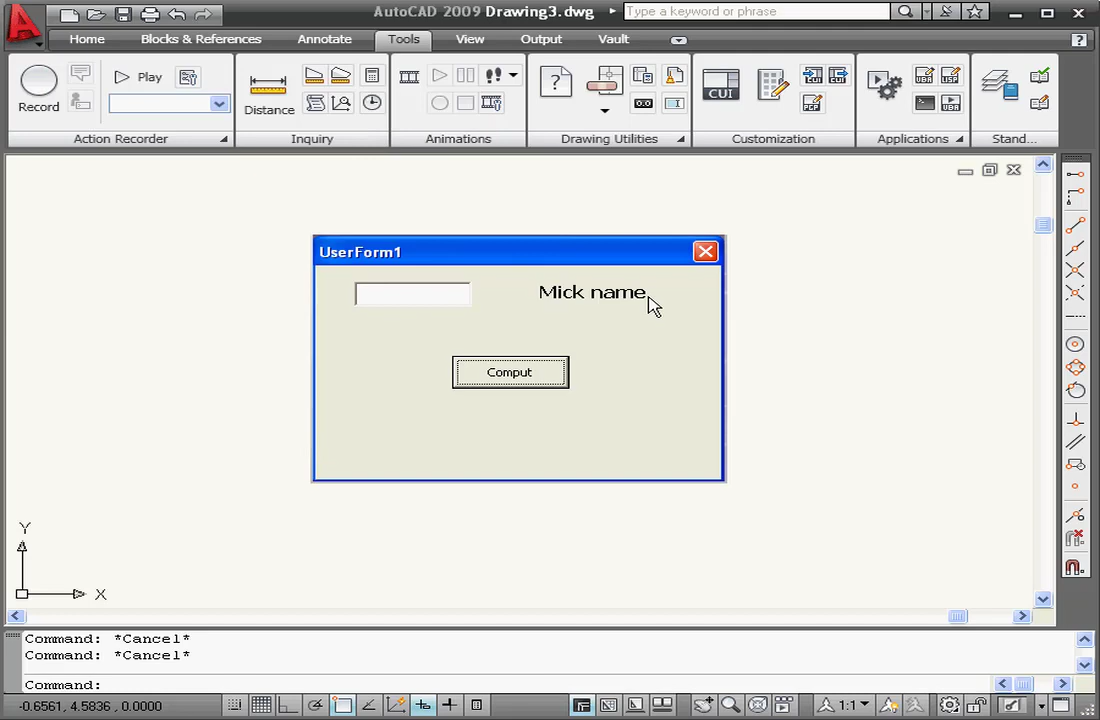 AutoCAD 2009 Drawing3.dwg
Type a keyword or phrase
Home
Blocks & References
Annotate
Tools
View
Output
Vault
Record
Play
Distance
CUI
Action Recorder
Inquiry
Animations
Drawing Utilities
Customization
Applications
Stand...
UserForm1
Mick name
Comput
Y
X
Command: *Cancel*
Command: *Cancel*
Command:
-0.6561, 4.5836, 0.0000
1:1